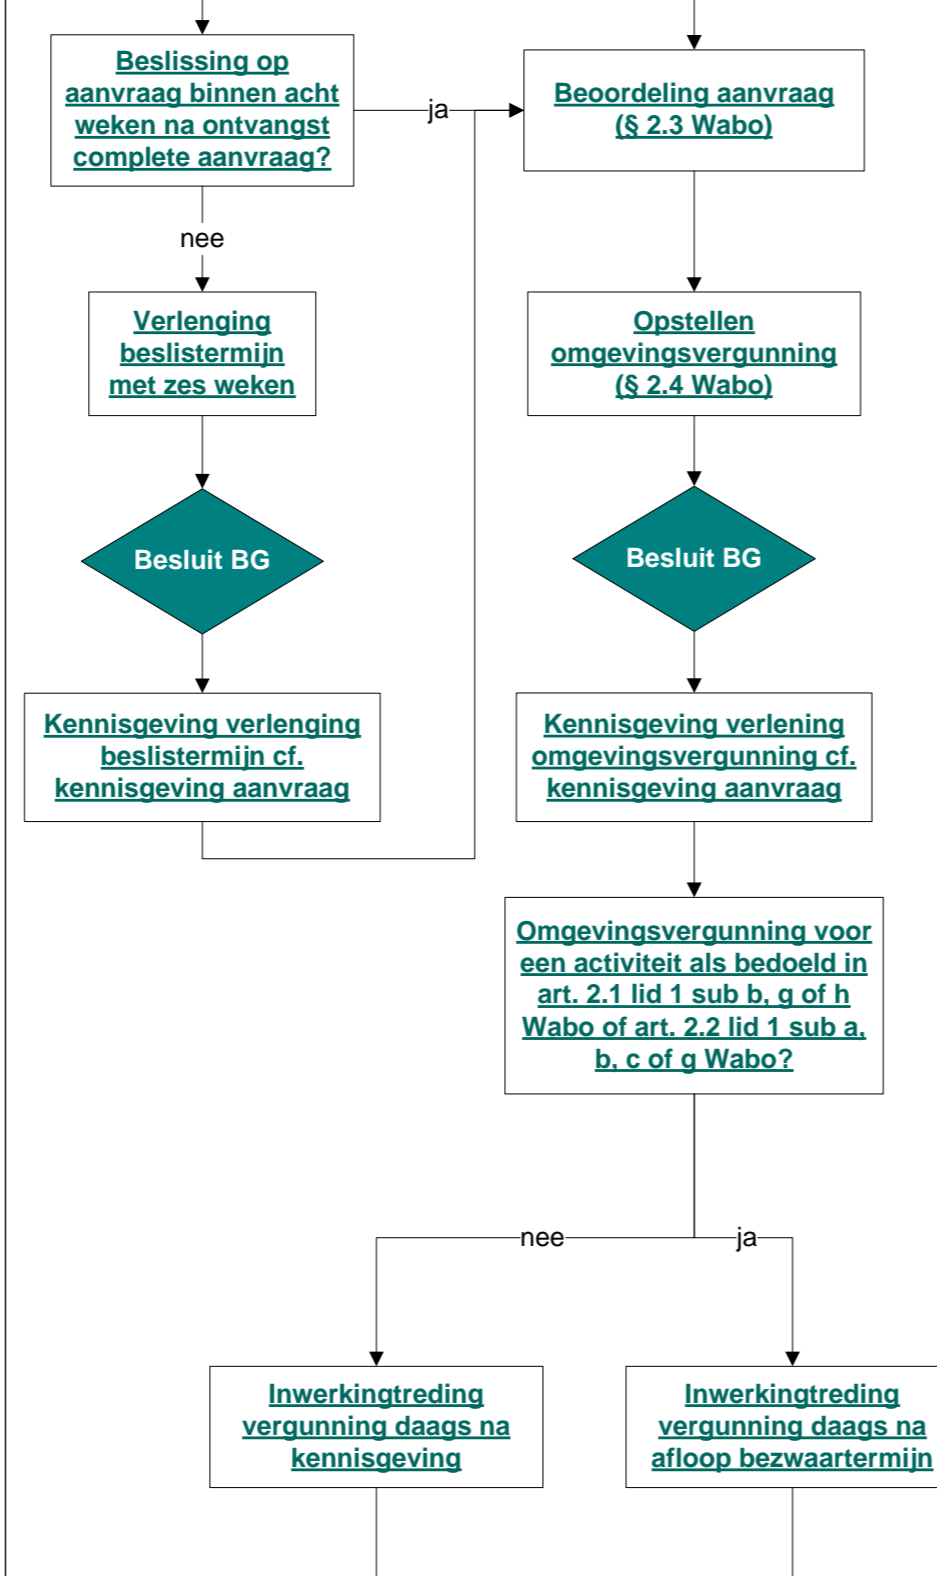 Beslissing op
aanvraag binnen acht
weken na ontvangst
complete aanvraag?
ja
Beoordeling aanvraag
(§ 2.3 Wabo)
nee
Verlenging
beslistermijn
met zes weken
Opstellen
omgevingsvergunning
(§ 2.4 Wabo)
Besluit BG
Besluit BG
Kennisgeving verlenging
beslistermijn cf.
kennisgeving aanvraag
Kennisgeving verlening
omgevingsvergunning cf.
kennisgeving aanvraag
Omgevingsvergunning voor
een activiteit als bedoeld in
art. 2.1 lid 1 sub b, g of h
Wabo of art. 2.2 lid 1 sub a,
b, c of g Wabo?
nee
ja
Inwerkingtreding
vergunning daags na
kennisgeving
Inwerkingtreding
vergunning daags na
afloop bezwaartermijn